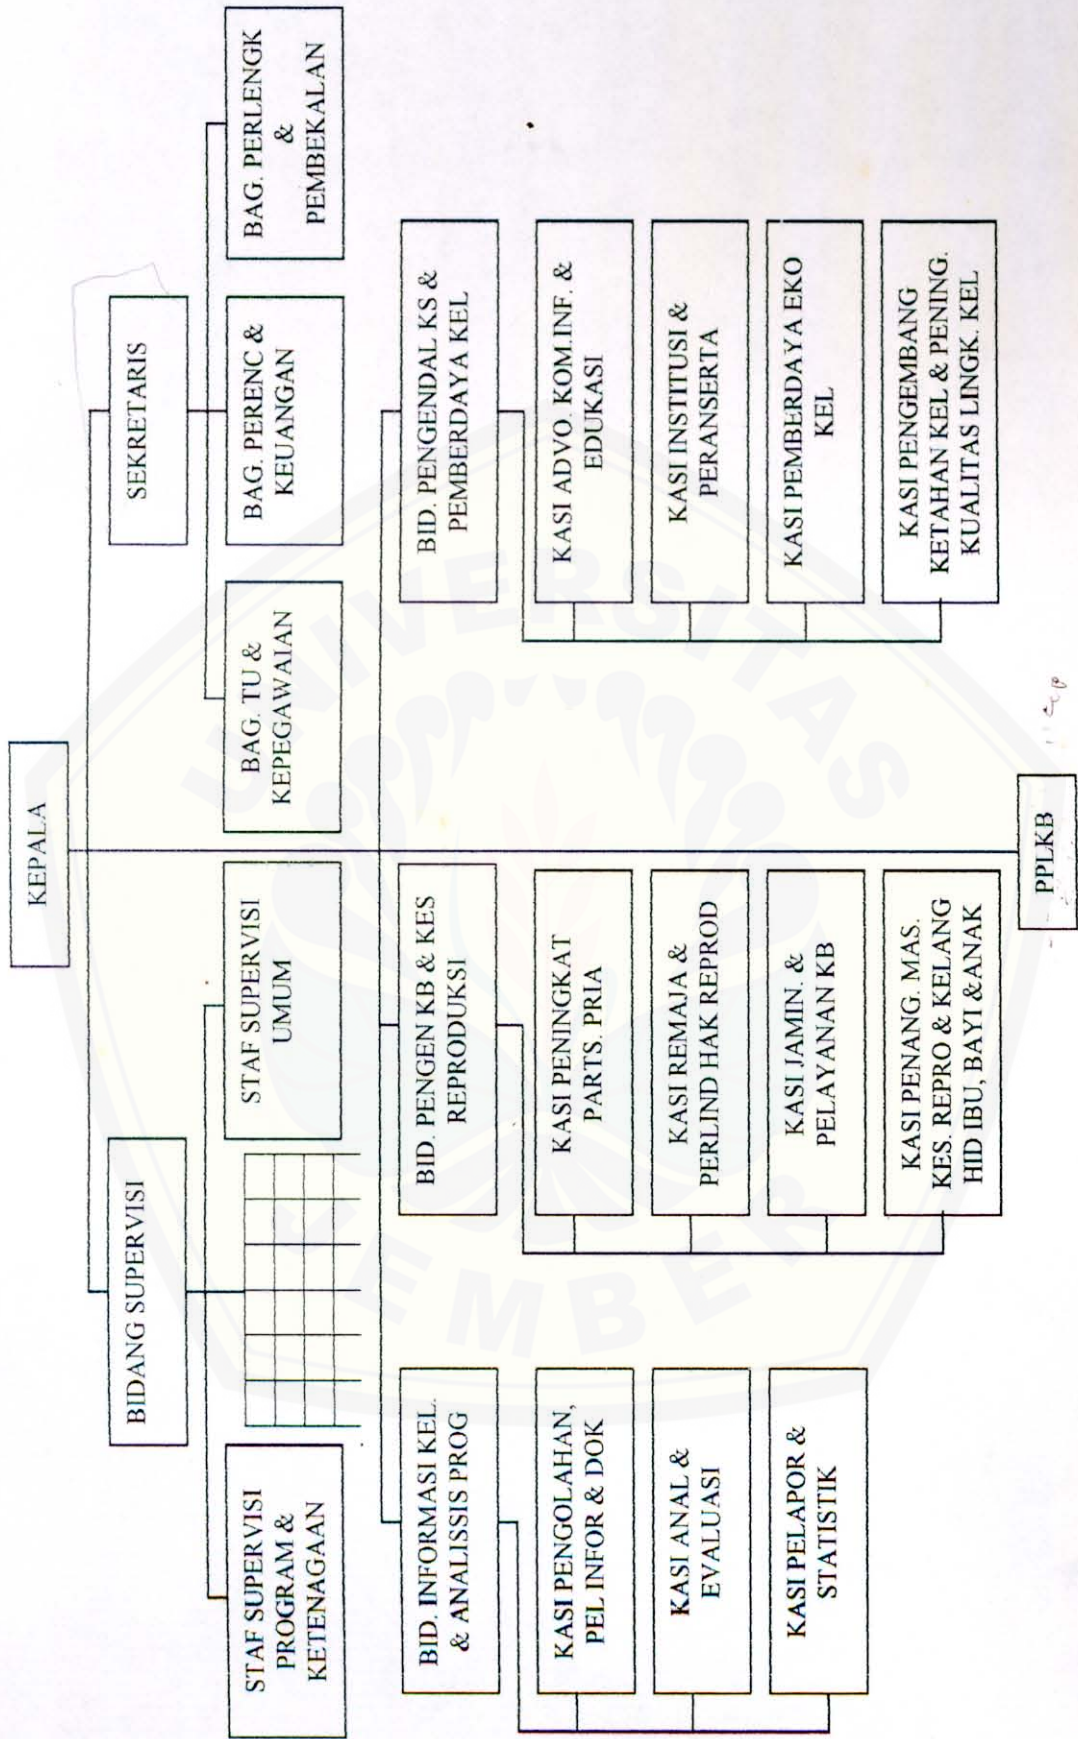 KEPALA
BIDANG SUPERVISI
SEKRETARIS
STAF SUPERVISI
PROGRAM &
KETENAGAAN
STAF SUPERVISI
UMUM
BAG. TU &
KEPEGAWAIAN
BAG. PERENC &
KEUANGAN
BAG. PERLENGK
&
PEMBEKALAN
BID. INFORMASI KEL.
& ANALISSIS PROG
BID. PENGEN KB & KES
REPRODUKSI
BID. PENGENDAL KS &
PEMBERDAYA KEL
KASI PENGOLAHAN,
PEL INFOR & DOK
KASI ANAL &
EVALUASI
KASI PELAPOR &
STATISTIK
KASI PENINGKAT
PARTS. PRIA
KASI REMAJA &
PERLIND HAK REPROD
KASI JAMIN. &
PELAYANAN KB
KASI PENANG. MAS.
KES. REPRO & KELANG
HID IBU, BAYI &ANAK
KASI ADVO. KOM.INF. &
EDUKASI
KASI INSTITUSI &
PERANSERTA
KASI PEMBERDAYA EKO
KEL
KASI PENGEMBANG
KETAHAN KEL & PENING.
KUALITAS LINGK. KEL
PPLKB
UNIVERSITAS
JEMBER